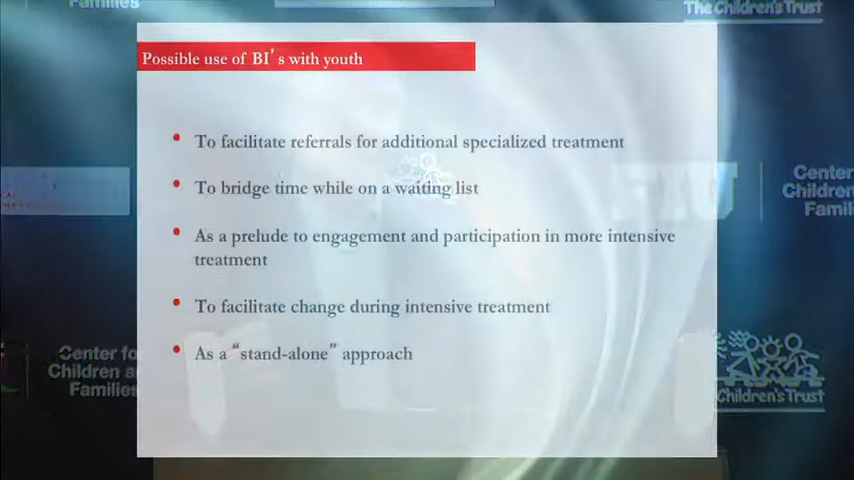 Families
The Children's Trust
Possible use of BI's with youth
To facilitate referrals for additional specialized treatment
To bridge time while on a waiting list
As a prelude to engagement and participation in more intensive
treatment
To facilitate change during intensive treatment
As a "stand-alone" approach
FIU
Center
Children
Famil
Center for
Children a
Families
Children's Trust